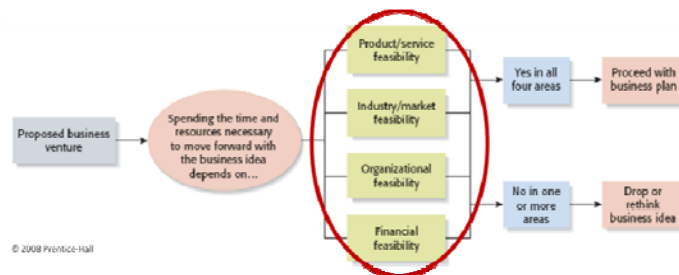 Proposed business
venture
Spending the time and
resources necessary
to move forward with
the business idea
depends on...
Product/service
feasibility
Industry/market
feasibility
Organizational
feasibility
Financial
feasibility
Yes in all
four areas
Proceed with
business plan
No in one
or more
areas
Drop or
rethink
business idea
© 2008 Prentice-Hall